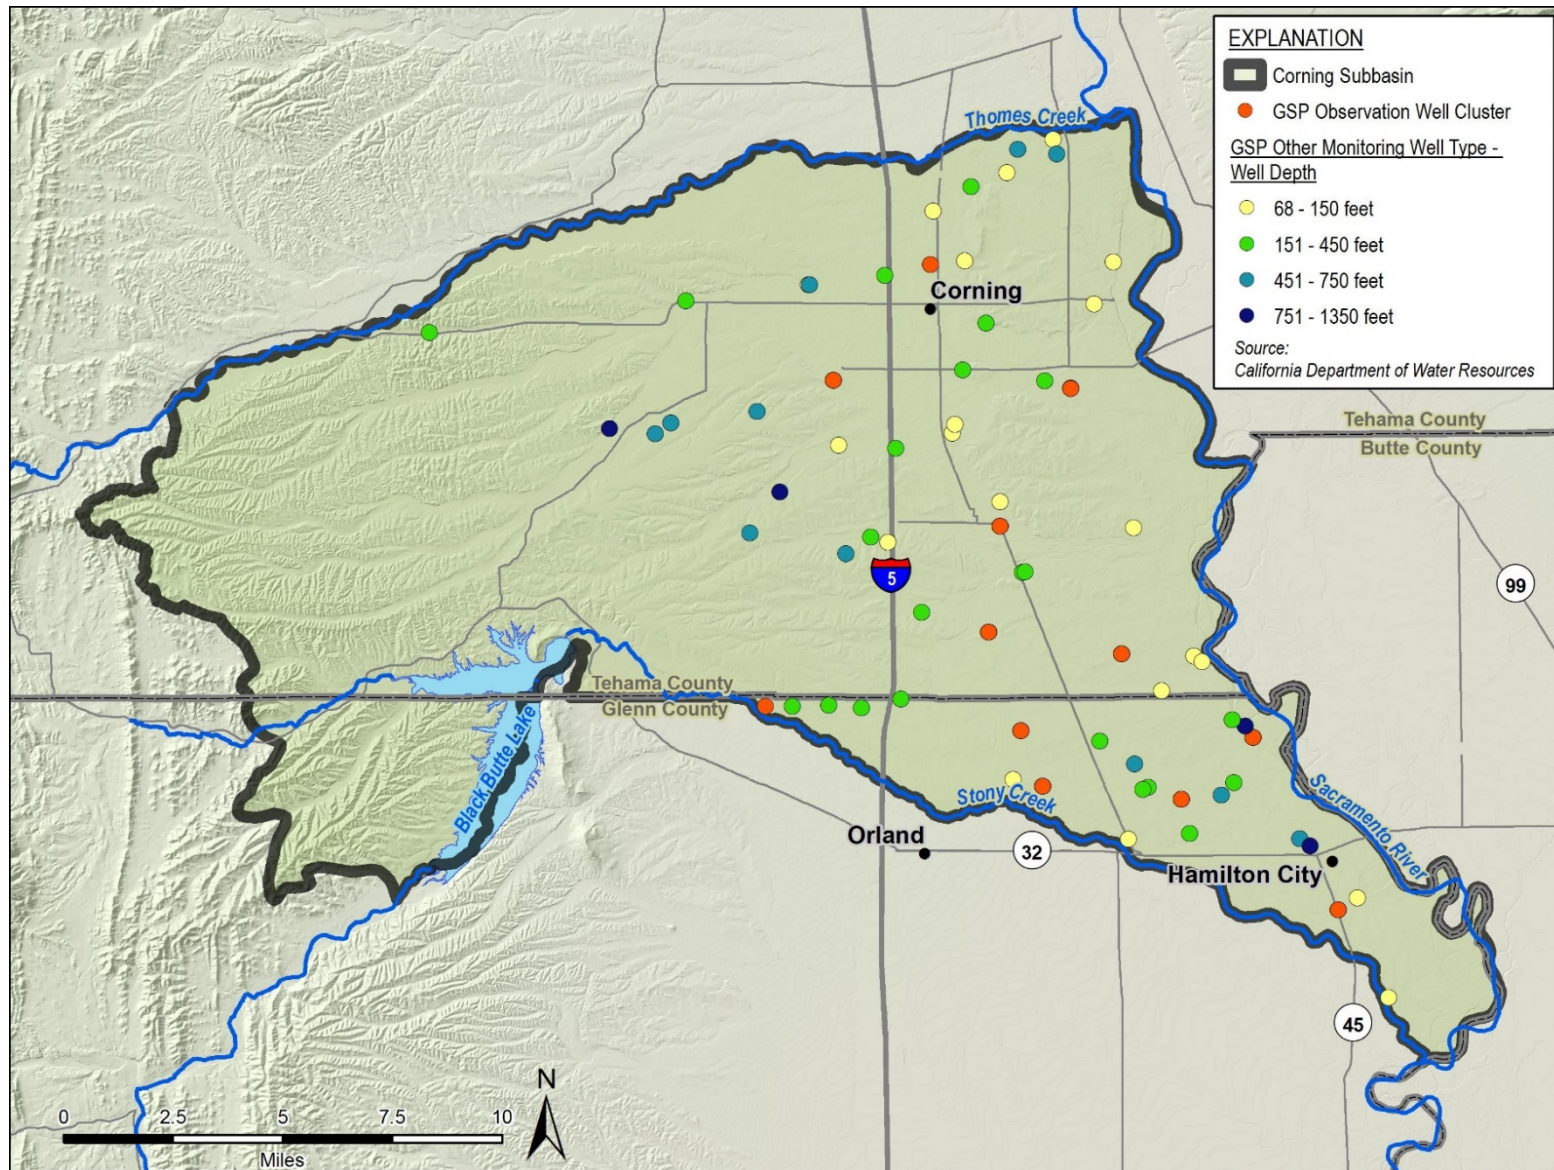 EXPLANATION
Corning Subbasin
GSP Observation Well Cluster
GSP Other Monitoring Well Type -
Well Depth
68 - 150 feet
151 - 450 feet
451 - 750 feet
751 - 1350 feet
Source:
California Department of Water Resources
Thomes Creek
Corning
Tehama County
Butte County
5
99
Tehama County
Glenn County
Black Butte Lake
Stony Creek
Sacramento River
Orland
32
Hamilton City
45
N
0 2.5 5 7.5 10
Miles